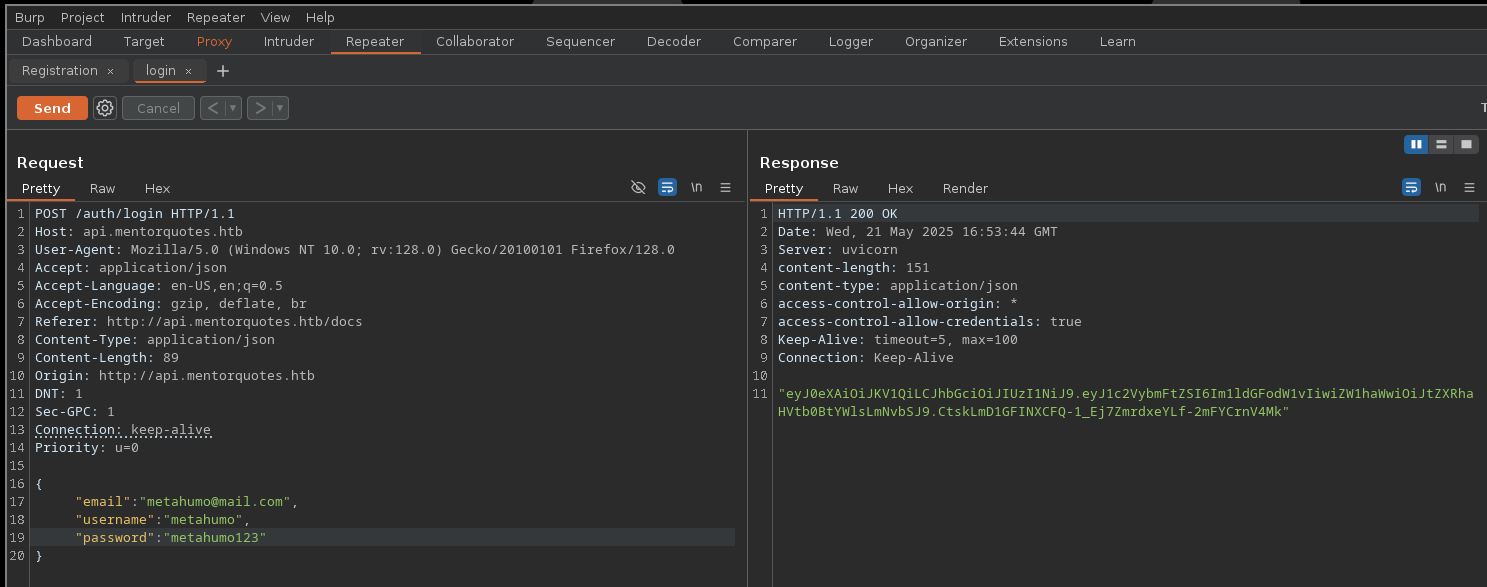 Burp Project Intruder Repeater View Help
Dashboard Target Proxy Intruder Repeater Collaborator Sequencer Decoder Comparer Logger Organizer Extensions Learn
Registration × login × +
Send Cancel < >
Request
Pretty Raw Hex \n
1 POST /auth/login HTTP/1.1
2 Host: api.mentorquotes.htb
3 User-Agent: Mozilla/5.0 (Windows NT 10.0; rv:128.0) Gecko/20100101 Firefox/128.0
4 Accept: application/json
5 Accept-Language: en-US,en;q=0.5
6 Accept-Encoding: gzip, deflate, br
7 Referer: http://api.mentorquotes.htb/docs
8 Content-Type: application/json
9 Content-Length: 89
10 Origin: http://api.mentorquotes.htb
11 DNT: 1
12 Sec-GPC: 1
13 Connection: keep-alive
14 Priority: u=0
15
16 {
17 "email":"metahumo@mail.com",
18 "username":"metahumo",
19 "password":"metahumo123"
20 }
Response
Pretty Raw Hex Render \n
1 HTTP/1.1 200 OK
2 Date: Wed, 21 May 2025 16:53:44 GMT
3 Server: uvicorn
4 content-length: 151
5 content-type: application/json
6 access-control-allow-origin: *
7 access-control-allow-credentials: true
8 Keep-Alive: timeout=5, max=100
9 Connection: Keep-Alive
10
11 "eyJ0eXAiOiJKV1QiLCJhbGciOiJIUzI1NiJ9.eyJ1c2VybmFtZSI6Im1ldGFodW1vIiwiZW1haWwiOiJtZXRha
HVtb0BtYWlsLmNvbSJ9.CtskLmD1GFINXCFQ-1_Ej7ZmrdxeYLf-2mFYCrnV4Mk"